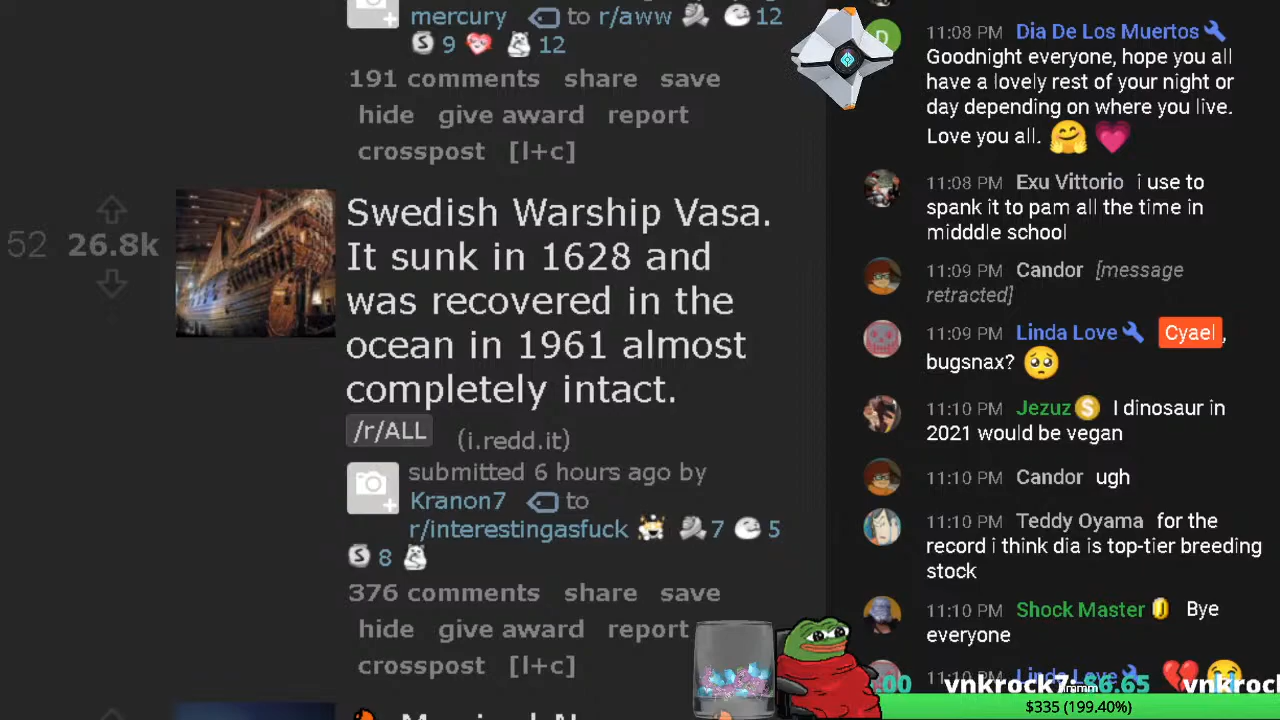 mercury to r/aww 12
9 12
191 comments share save
hide give award report
crosspost [l+c]
52 26.8k
Swedish Warship Vasa.
It sunk in 1628 and
was recovered in the
ocean in 1961 almost
completely intact.
/r/ALL (i.redd.it)
submitted 6 hours ago by
Kranon7 to
r/interestingasfuck 7 5
S 8
376 comments share save
hide give award report
crosspost [l+c]
D
11:08 PM Dia De Los Muertos
Goodnight everyone, hope you all
have a lovely rest of your night or
day depending on where you live.
Love you all.
11:08 PM Exu Vittorio i use to
spank it to pam all the time in
midddle school
11:09 PM Candor [message
retracted]
11:09 PM Linda Love Cyael,
bugsnax?
11:10 PM Jezuz S I dinosaur in
2021 would be vegan
11:10 PM Candor ugh
11:10 PM Teddy Oyama for the
record i think dia is top-tier breeding
stock
11:10 PM Shock Master Bye
everyone
11:10 PM Linda Love
.00 vnkrock7: $6.65 vnkroc
$335 (199.40%)